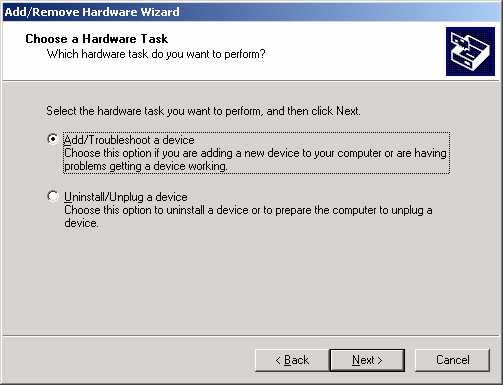 Add/Remove Hardware Wizard
Choose a Hardware Task
Which hardware task do you want to perform?
Select the hardware task you want to perform, and then click Next.
Add/Troubleshoot a device
Choose this option if you are adding a new device to your computer or are having
problems getting a device working.
Uninstall/Unplug a device
Choose this option to uninstall a device or to prepare the computer to unplug a
device.
< Back Next > Cancel